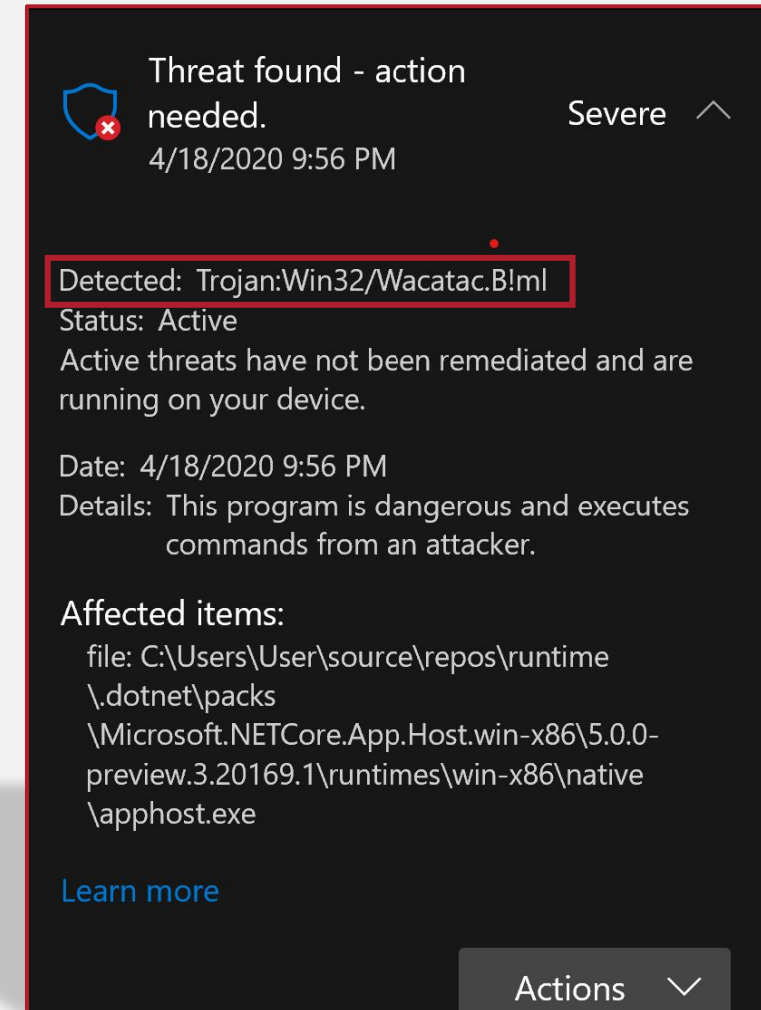 Threat found - action
needed.
Severe
4/18/2020 9:56 PM
Detected: Trojan:Win32/Wacatac.B!ml
Status: Active
Active threats have not been remediated and are
running on your device.
Date: 4/18/2020 9:56 PM
Details: This program is dangerous and executes
commands from an attacker.
Affected items:
file: C:\Users\User\source\repos\runtime
\.dotnet\packs
\Microsoft.NETCore.App.Host.win-x86\5.0.0-
preview.3.20169.1\runtimes\win-x86\native
\apphost.exe
Learn more
Actions